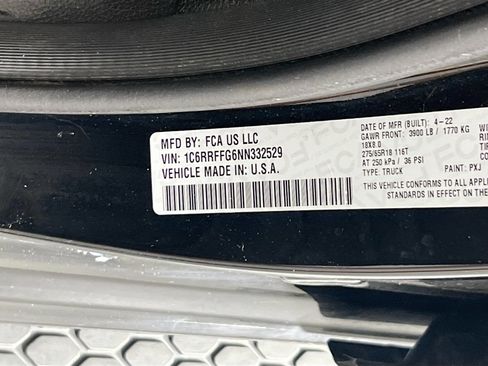 MFD BY: FCA US LLC
VIN: 1C6RRFFG6NN332529
VEHICLE MADE IN: U.S.A.
DATE OF MFR (BUILT): 4-22
GAWR FRONT: 3900 LB / 1770 KG
18X8.0
275/65R18 116T
AT 250 kPa / 36 PSI
TYPE: TRUCK
PAINT: PXJ
THIS VEHICLE CONFORMS TO ALL
STANDARDS IN EFFECT ON THE